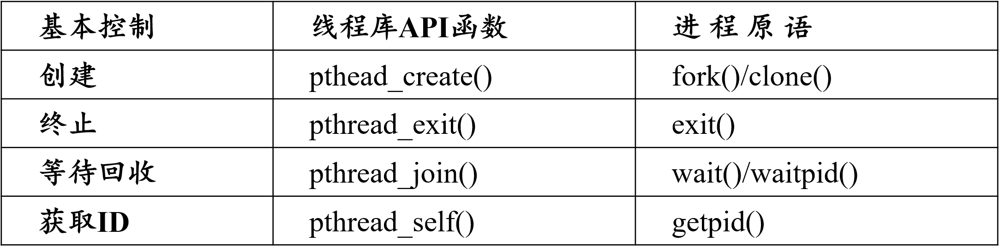 基本控制 线程库API函数 进程原语
创建 pthead_create() fork()/clone()
终止 pthread_exit() exit()
等待回收 pthread_join() wait()/waitpid()
获取ID pthread_self() getpid()